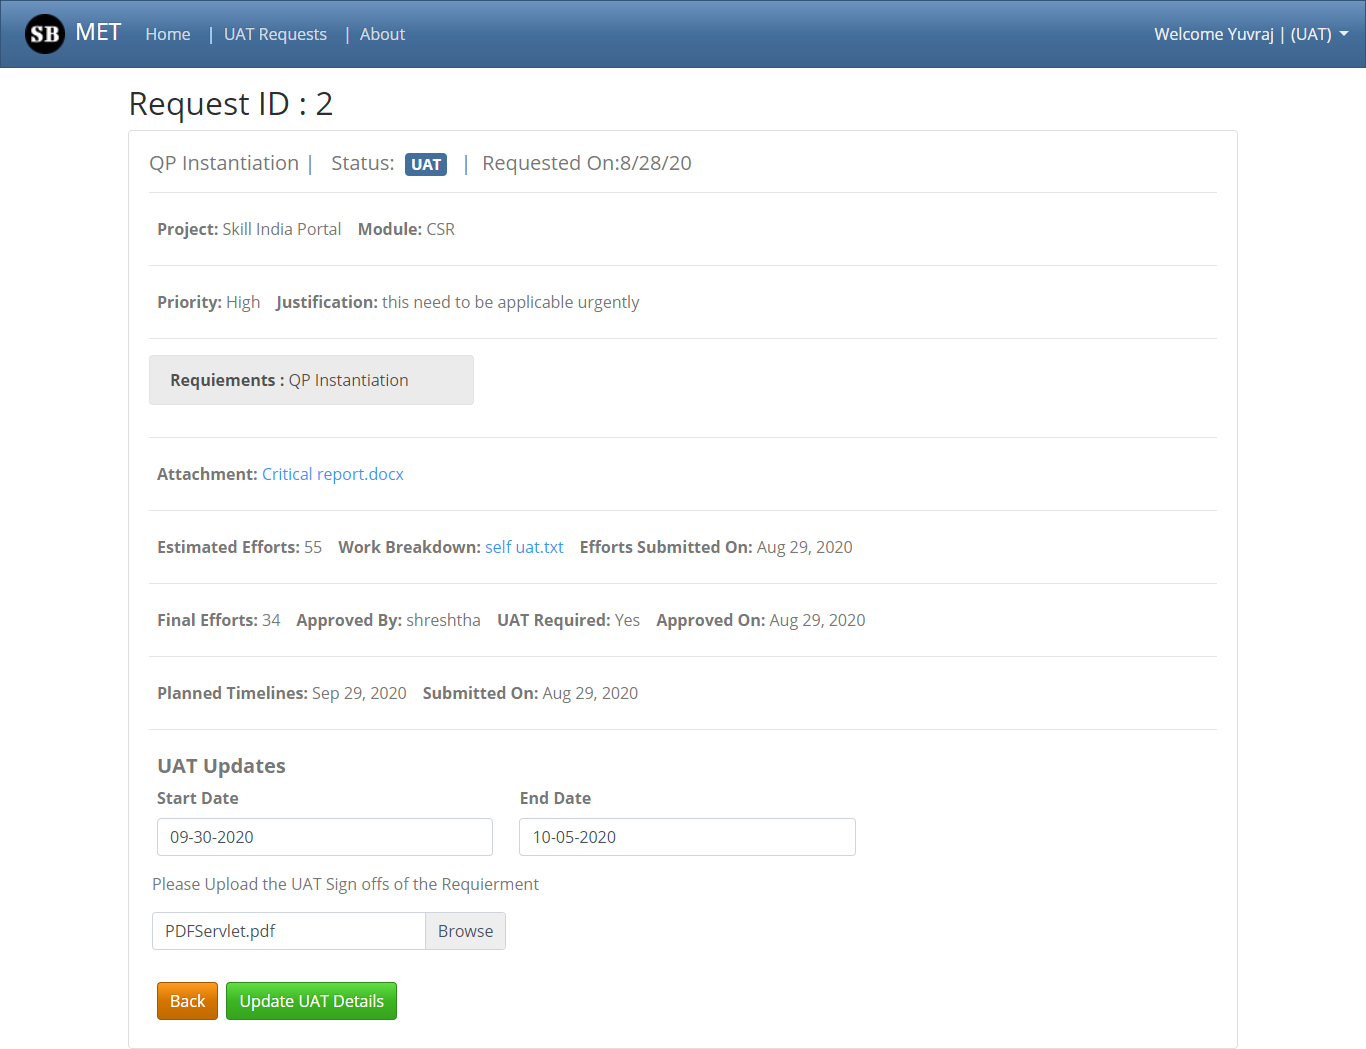 SB MET Home | UAT Requests | About Welcome Yuvraj | (UAT)
Request ID : 2
QP Instantiation | Status: UAT | Requested On:8/28/20
Project: Skill India Portal Module: CSR
Priority: High Justification: this need to be applicable urgently
Requiements : QP Instantiation
Attachment: Critical report.docx
Estimated Efforts: 55 Work Breakdown: self uat.txt Efforts Submitted On: Aug 29, 2020
Final Efforts: 34 Approved By: shreshtha UAT Required: Yes Approved On: Aug 29, 2020
Planned Timelines: Sep 29, 2020 Submitted On: Aug 29, 2020
UAT Updates
Start Date End Date
09-30-2020 10-05-2020
Please Upload the UAT Sign offs of the Requierment
PDFServlet.pdf Browse
Back Update UAT Details